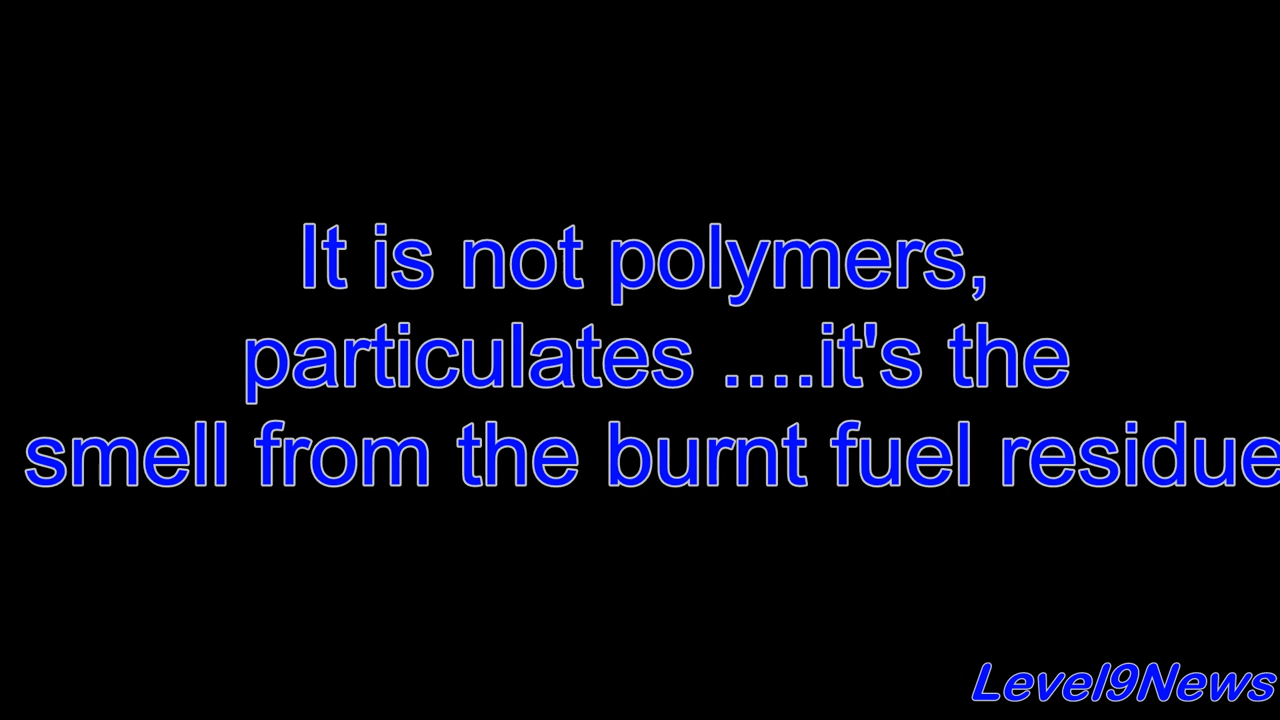 It is not polymers,
particulates ....it's the
smell from the burnt fuel residue
Level9News